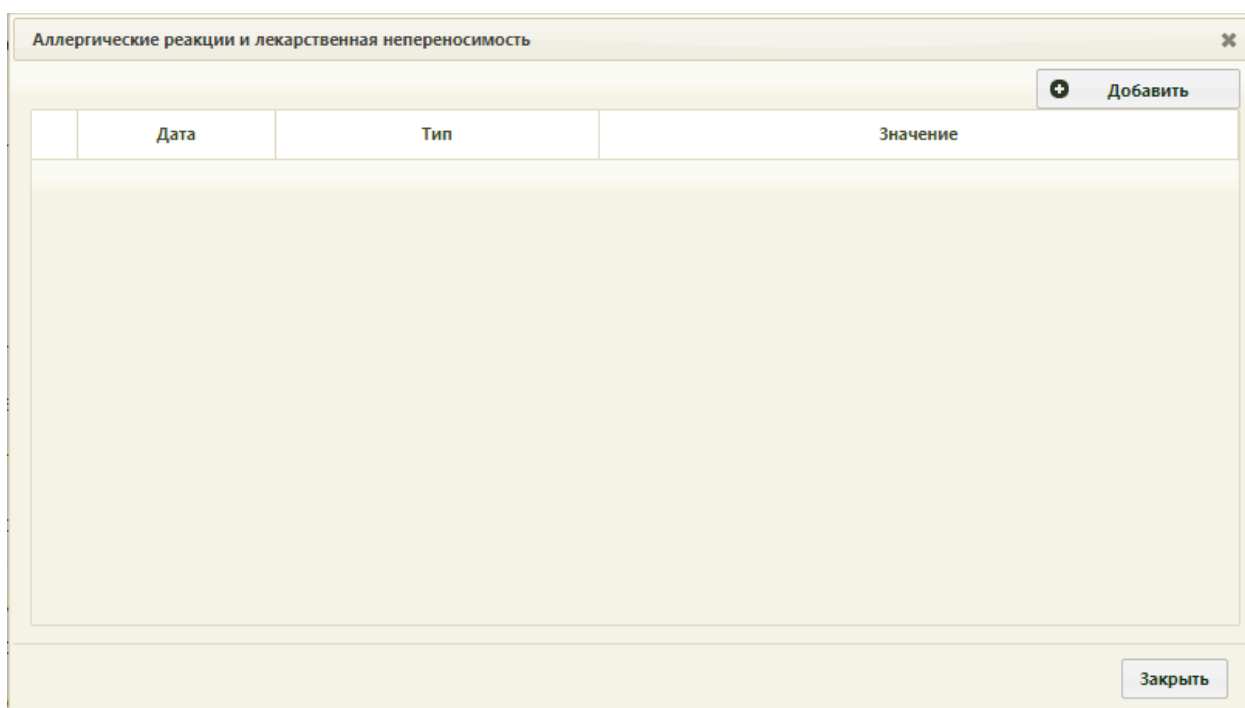 Аллергические реакции и лекарственная непереносимость
Добавить
Дата Тип Значение
Закрыть